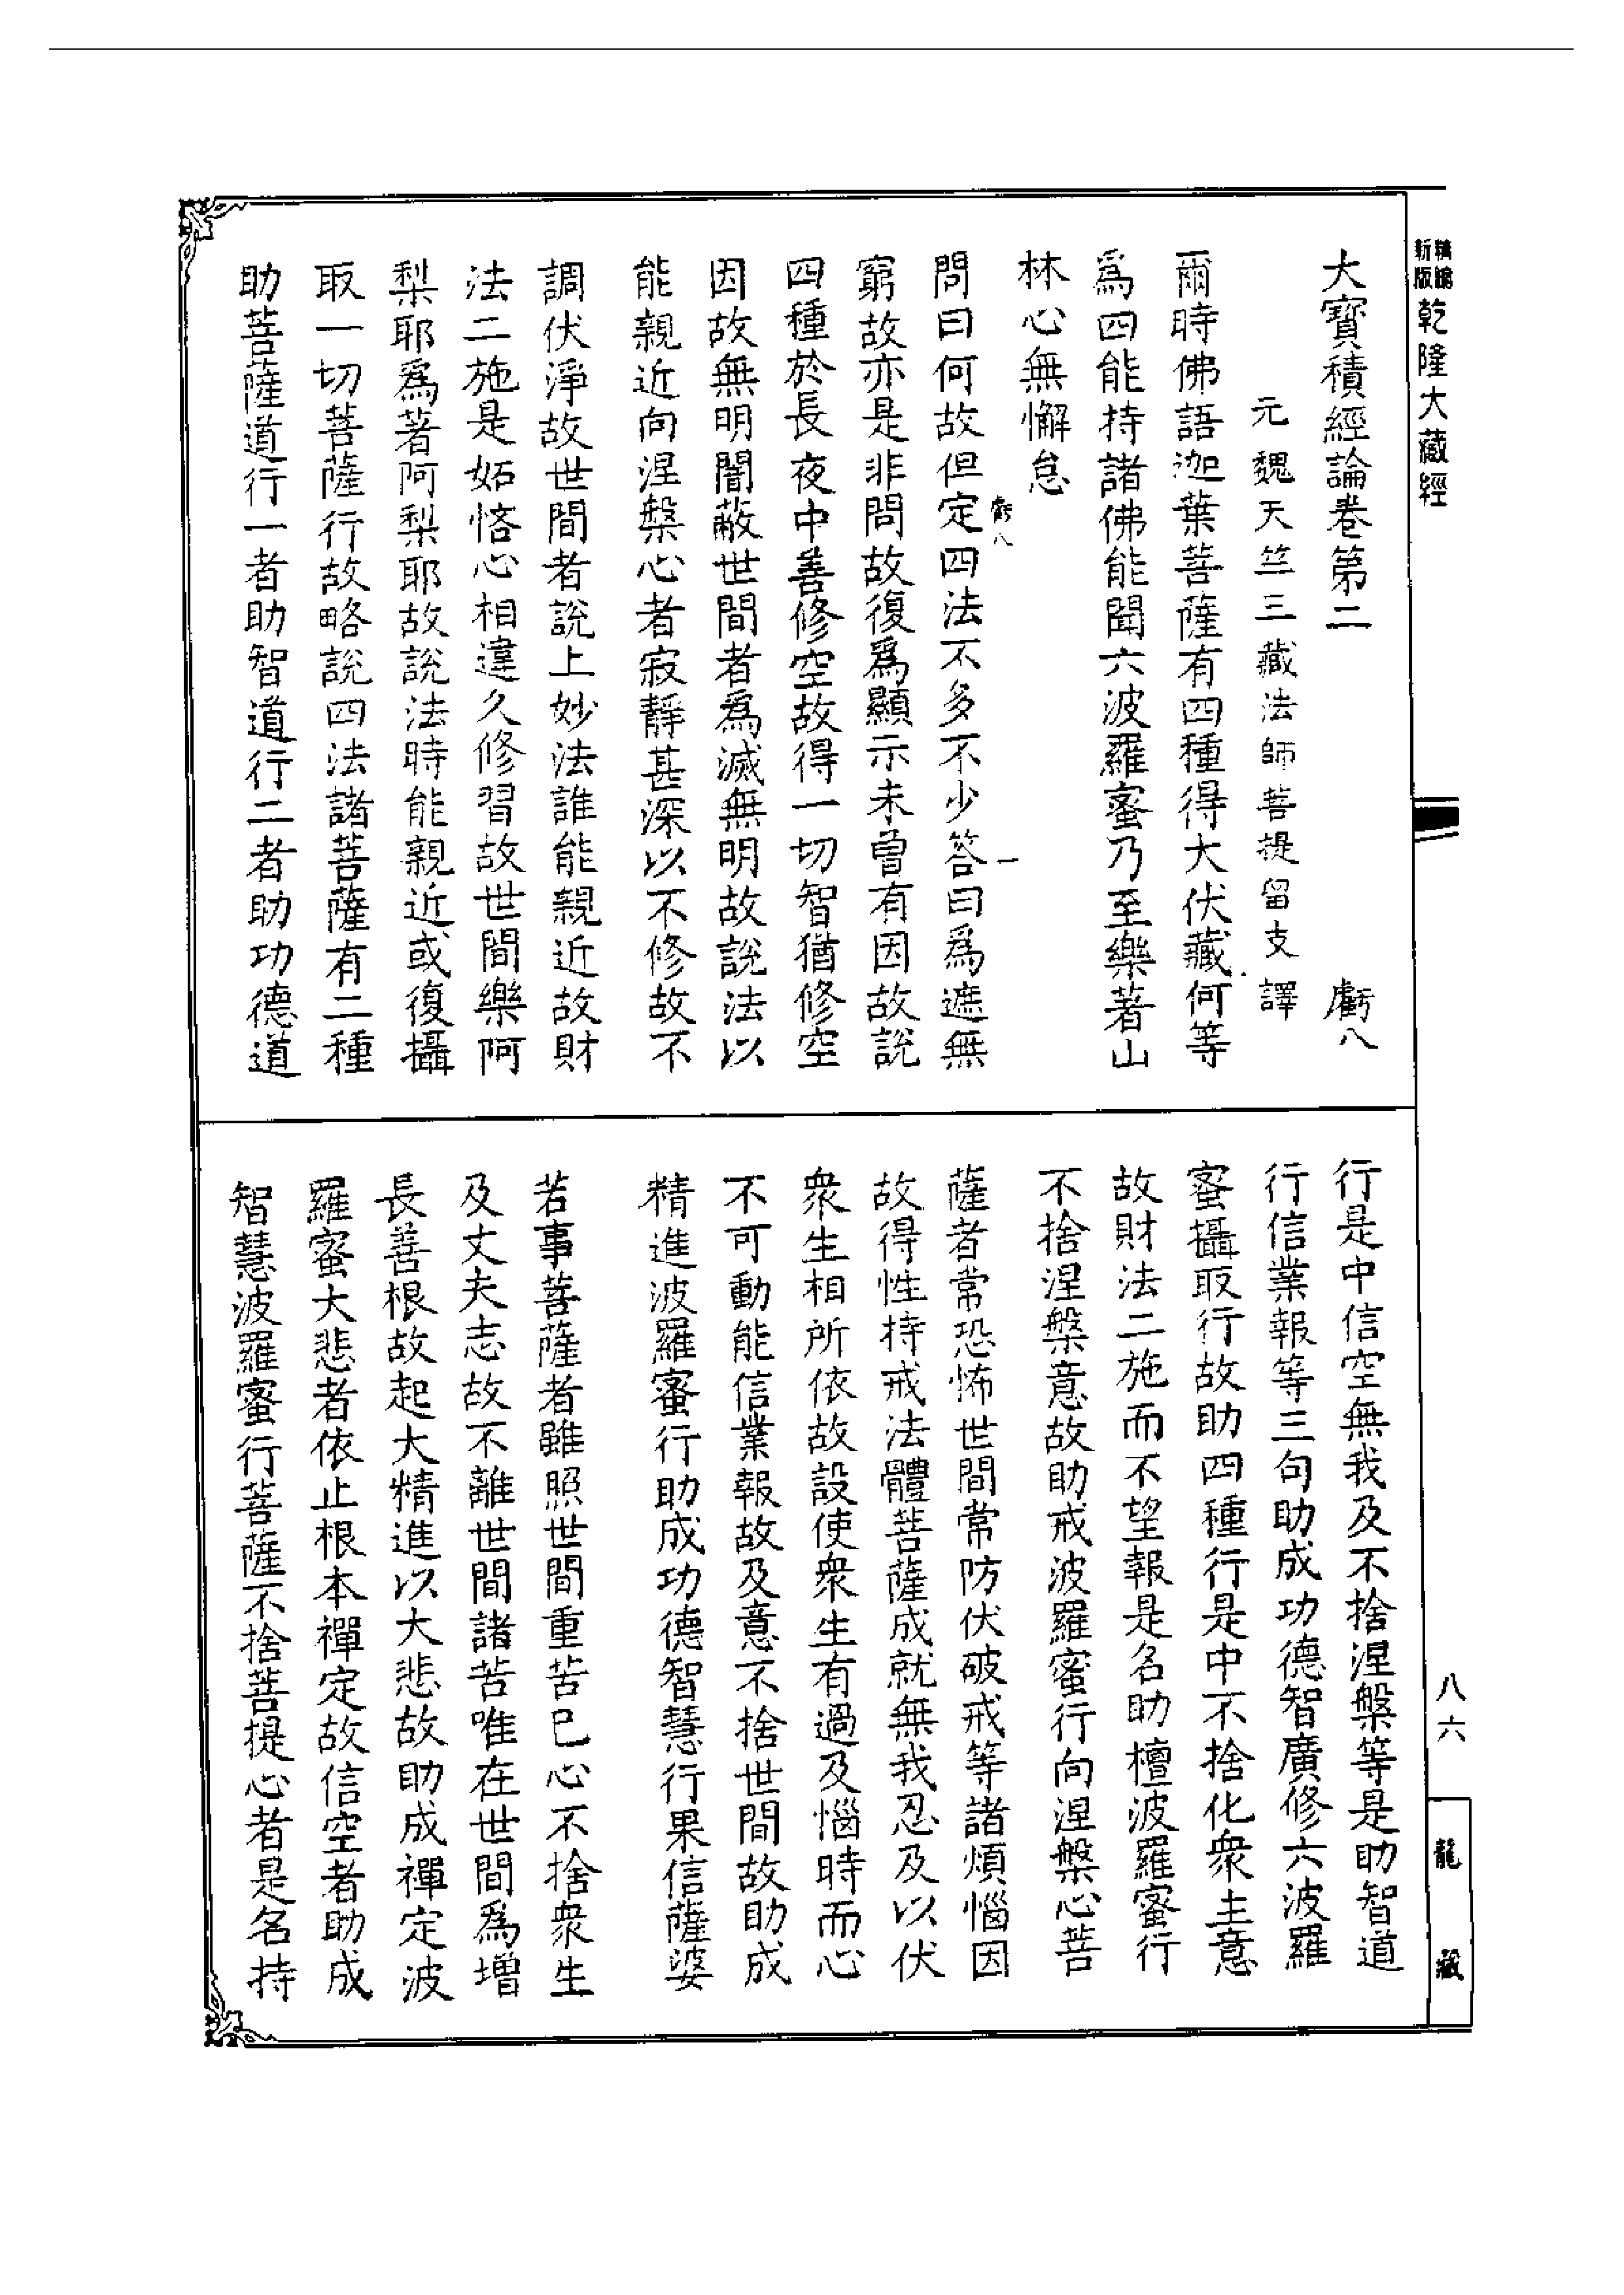 新編
精版
乾隆大藏經
大寶積經論卷第二　虧八
元魏天竺三藏法師菩提留支譯
爾時佛語迦葉菩薩有四種得大伏藏何等
爲四能持諸佛能聞六波羅蜜乃至樂著山
林心無懈怠
虧八　一
問曰何故但定四法不多不少答曰爲遮無
窮故亦是非問故復爲顯示未曾有因故說
四種於長夜中善修空故得一切智猶修空
因故無明闇蔽世間者爲滅無明故說法以
能親近向涅槃心者寂靜甚深以不修故不
調伏淨故世間者說上妙法誰能親近故財
法二施是妬悋心相違久修習故世間樂阿
梨耶爲著阿梨耶故說法時能親近或復攝
取一切菩薩行故略說四法諸菩薩有二種
助菩薩道行一者助智道行二者助功德道
行是中信空無我及不捨涅槃等是助智道
行信業報等三句助成功德智廣修六波羅
蜜攝取行故助四種行是中不捨化衆主意
故財法二施而不望報是名助檀波羅蜜行
不捨涅槃意故助戒波羅蜜行向涅槃心菩
薩者常恐怖世間常防伏破戒等諸煩惱因
故得性持戒法體菩薩成就無我忍及以伏
衆生相所依故設使衆生有過及惱時而心
不可動能信業報故及意不捨世間故助成
精進波羅蜜行助成功德智慧行果信薩婆
若事菩薩者雖照世間重苦已心不捨衆生
及丈夫志故不離世間諸苦唯在世間爲增
長善根故起大精進以大悲故助成禪定波
羅蜜大悲者依止根本禪定故信空者助成
智慧波羅蜜行菩薩不捨菩提心者是名持
八六
龍藏